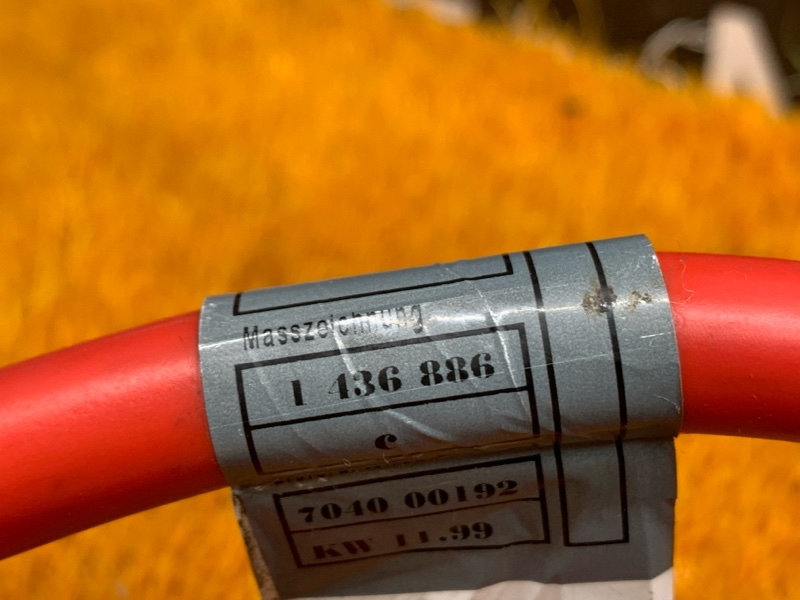 Masszeichnung
1 436 886
c
7040 00192
KW 11.99